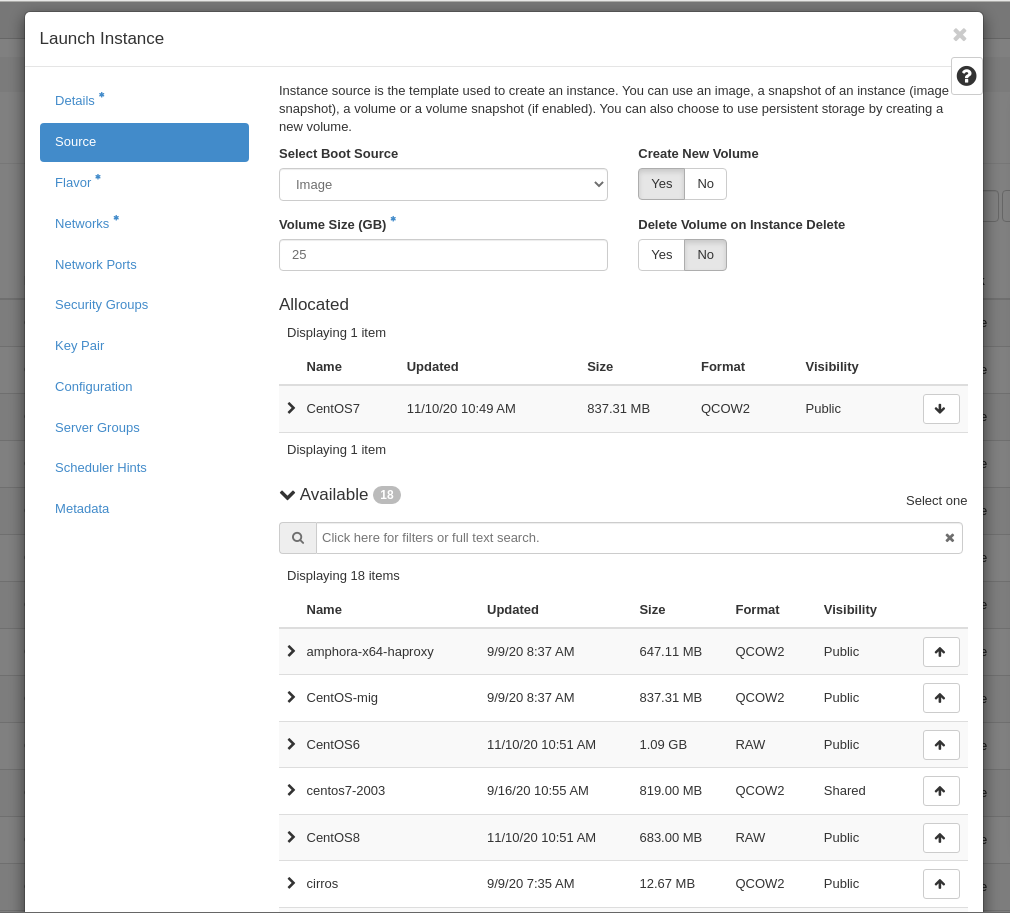 Launch Instance
Details *
Source
Flavor *
Networks *
Network Ports
Security Groups
Key Pair
Configuration
Server Groups
Scheduler Hints
Metadata
Instance source is the template used to create an instance. You can use an image, a snapshot of an instance (image
snapshot), a volume or a volume snapshot (if enabled). You can also choose to use persistent storage by creating a
new volume.
Select Boot Source
Create New Volume
Image
Yes No
Volume Size (GB) *
Delete Volume on Instance Delete
25
Yes No
Allocated
Displaying 1 item
Name Updated Size Format Visibility
CentOS7 11/10/20 10:49 AM 837.31 MB QCOW2 Public
Displaying 1 item
Available 18
Select one
Click here for filters or full text search.
Displaying 18 items
Name Updated Size Format Visibility
amphora-x64-haproxy 9/9/20 8:37 AM 647.11 MB QCOW2 Public
CentOS-mig 9/9/20 8:37 AM 837.31 MB QCOW2 Public
CentOS6 11/10/20 10:51 AM 1.09 GB RAW Public
centos7-2003 9/16/20 10:55 AM 819.00 MB QCOW2 Shared
CentOS8 11/10/20 10:51 AM 683.00 MB RAW Public
cirros 9/9/20 7:35 AM 12.67 MB QCOW2 Public